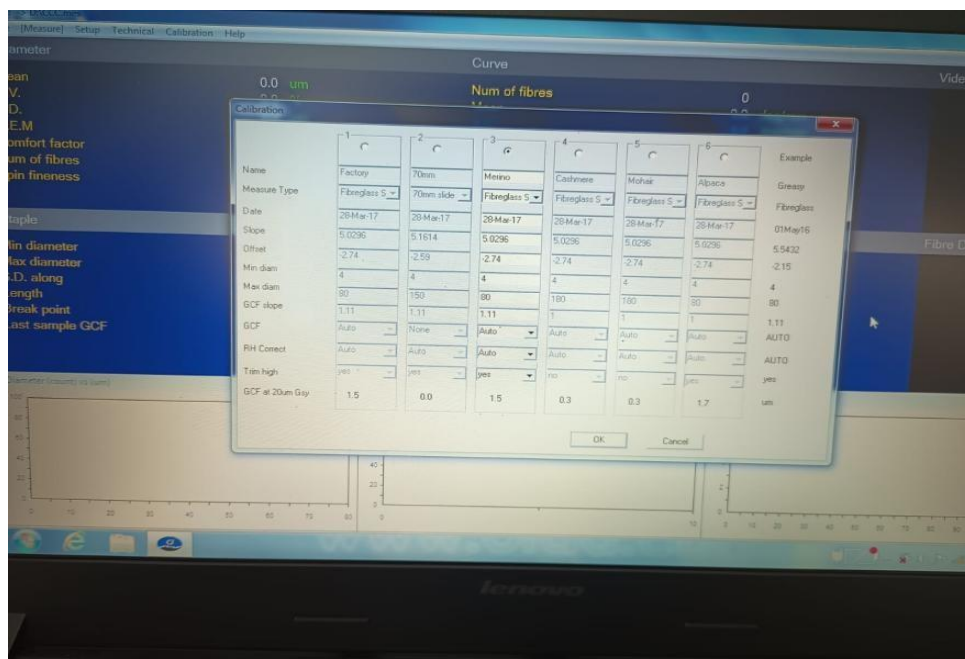 [Measure] Setup Technical Calibration Help
Curve
Video
0.0 um
Num of fibres 0
omfort factor
um of fibres
pin fineness
Calibration
1 2 3 4 5 6 Example
Name Factory 70mm Merino Cashmere Mohair Alpaca Greasy
Measure Type Fibreglass S 70mm slide Fibreglass S Fibreglass S Fibreglass S Fibreglass S Fibreglass
Date 28-Mar-17 28-Mar-17 28-Mar-17 28-Mar-17 28-Mar-17 28-Mar-17 01May16
Slope 5.0296 5.1614 5.0296 5.0296 5.0296 5.0296 5.5432
Offset -2.74 -2.59 -2.74 -2.74 -2.74 -2.74 -2.15
Min diam 4 4 4 4 4 4 4
Max diam 80 150 80 180 180 80 80
GCF slope 1.11 1.11 1.11 1 1 1 1.11
GCF Auto None Auto Auto Auto Auto AUTO
RH Correct Auto Auto Auto Auto Auto Auto AUTO
Trim high yes yes yes no no yes yes
GCF at 20um Gsy 1.5 0.0 1.5 0.3 0.3 1.7 um
OK Cancel
taple
Min diameter
Max diameter
S.D. along
ength
Break point
Last sample GCF
Fibre D
lenovo